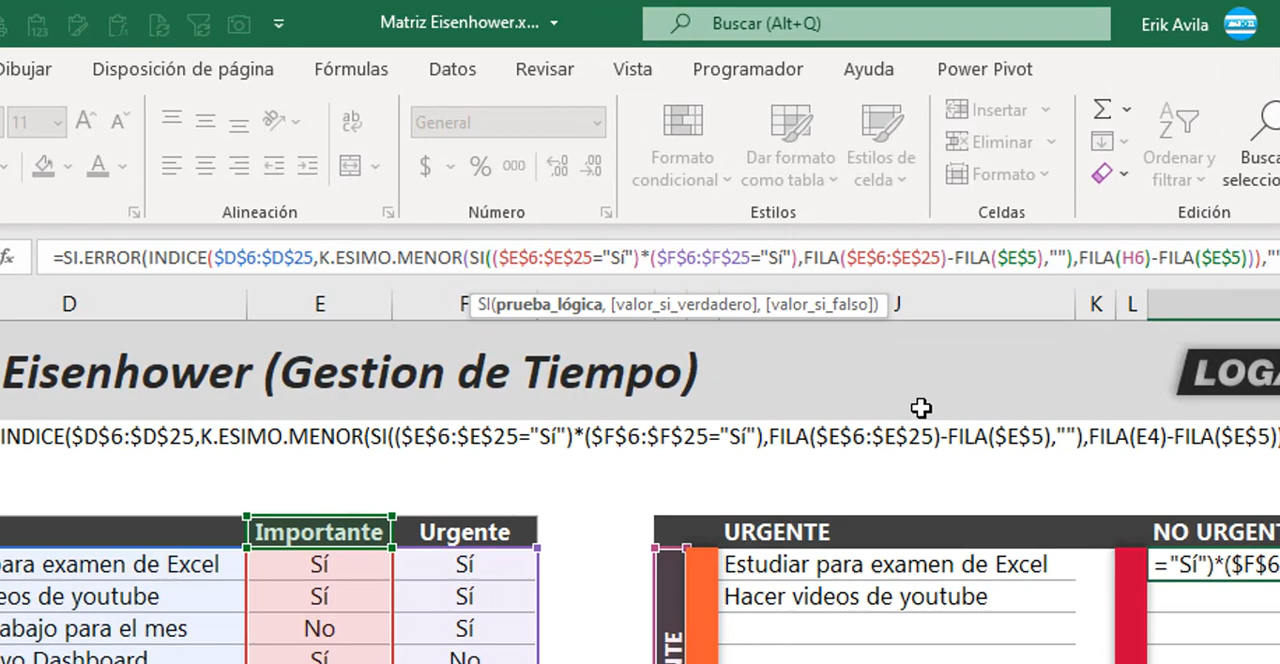 Matriz Eisenhower.x...
Buscar (Alt+Q)
Erik Avila
Dibujar
Disposición de página
Fórmulas
Datos
Revisar
Vista
Programador
Ayuda
Power Pivot
11
General
Insertar
Eliminar
Formato
Formato condicional
Dar formato como tabla
Estilos de celda
Ordenar y filtrar
Alineación
Número
Estilos
Celdas
Edición
fx
=SI.ERROR(INDICE($D$6:$D$25,K.ESIMO.MENOR(SI(($E$6:$E$25="Sí")*($F$6:$F$25="Sí"),FILA($E$6:$E$25)-FILA($E$5),""),FILA(H6)-FILA($E$5))),""
SI(prueba_lógica, [valor_si_verdadero], [valor_si_falso])
D
E
F
J
K
L
Eisenhower (Gestion de Tiempo)
INDICE($D$6:$D$25,K.ESIMO.MENOR(SI(($E$6:$E$25="Sí")*($F$6:$F$25="Sí"),FILA($E$6:$E$25)-FILA($E$5),""),FILA(E4)-FILA($E$5))
Importante
Urgente
URGENTE
NO URGENT
para examen de Excel
Sí
Sí
Estudiar para examen de Excel
="Sí")*($F$6
eos de youtube
Sí
Sí
Hacer videos de youtube
abajo para el mes
No
Sí
vo Dashboard
Sí
No